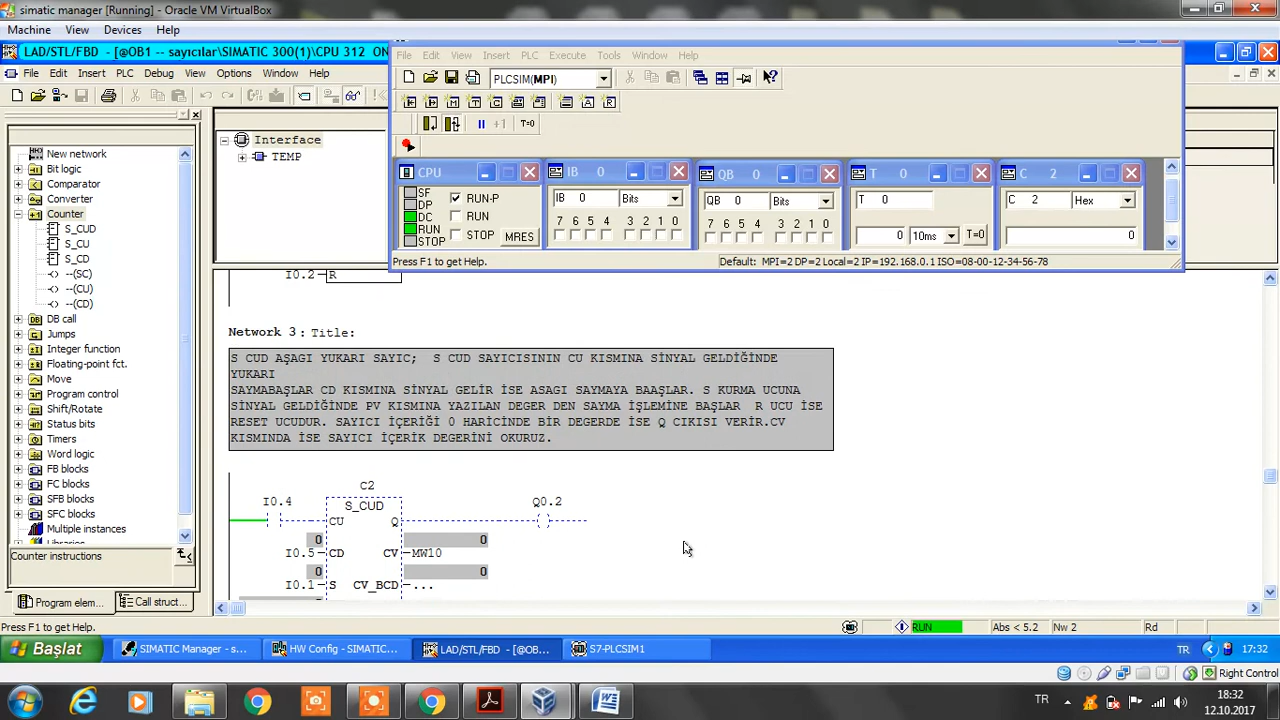 simatic manager [Running] - Oracle VM VirtualBox
Machine View Devices Help
LAD/STL/FBD - [@OB1 -- sayıcılar\SIMATIC 300(1)\CPU 312 ON
File Edit Insert PLC Debug View Options Window Help
File Edit View Insert PLC Execute Tools Window Help
PLCSIM(MPI)
+1 T=0
Interface
TEMP
New network
Bit logic
Comparator
Converter
Counter
S_CUD
S_CU
S_CD
--(SC)
--(CU)
--(CD)
DB call
Jumps
Integer function
Floating-point fct.
Move
Program control
Shift/Rotate
Status bits
Timers
Word logic
FB blocks
FC blocks
SFB blocks
SFC blocks
Multiple instances
Libraries
Counter instructions
Program elem...
Call struct...
CPU
SF
DP
DC
RUN
STOP
RUN-P
RUN
STOP
MRES
IB 0
IB 0 Bits
7 6 5 4 3 2 1 0
QB 0
QB 0 Bits
7 6 5 4 3 2 1 0
T 0
T 0
0 10ms T=0
C 2
C 2 Hex
0
Press F1 to get Help.
Default: MPI=2 DP=2 Local=2 IP=192.168.0.1 ISO=08-00-12-34-56-78
I0.2 R
Network 3 : Title:
S CUD AŞAGI YUKARI SAYIC; S CUD SAYICISININ CU KISMINA SİNYAL GELDİĞİNDE
YUKARI
SAYMABAŞLAR CD KISMINA SİNYAL GELİR İSE ASAGI SAYMAYA BAAŞLAR. S KURMA UCUNA
SİNYAL GELDİĞİNDE PV KISMINA YAZILAN DEGER DEN SAYMA İŞLEMİNE BAŞLAR R UCU İSE
RESET UCUDUR. SAYICI İÇERİĞİ 0 HARİCİNDE BIR DEGERDE İSE Q CIKISI VERİR.CV
KISMINDA İSE SAYICI İÇERİK DEGERİNİ OKURUZ.
C2
I0.4 S_CUD Q0.2
CU Q
0 0
I0.5 CD CV MW10
0 0
I0.1 S CV_BCD ...
Press F1 to get Help.
RUN
Abs < 5.2
Nw 2
Rd
Başlat
SIMATIC Manager - s...
HW Config - SIMATIC...
LAD/STL/FBD - [@OB...
S7-PLCSIM1
TR
17:32
Right Control
TR
18:32
12.10.2017